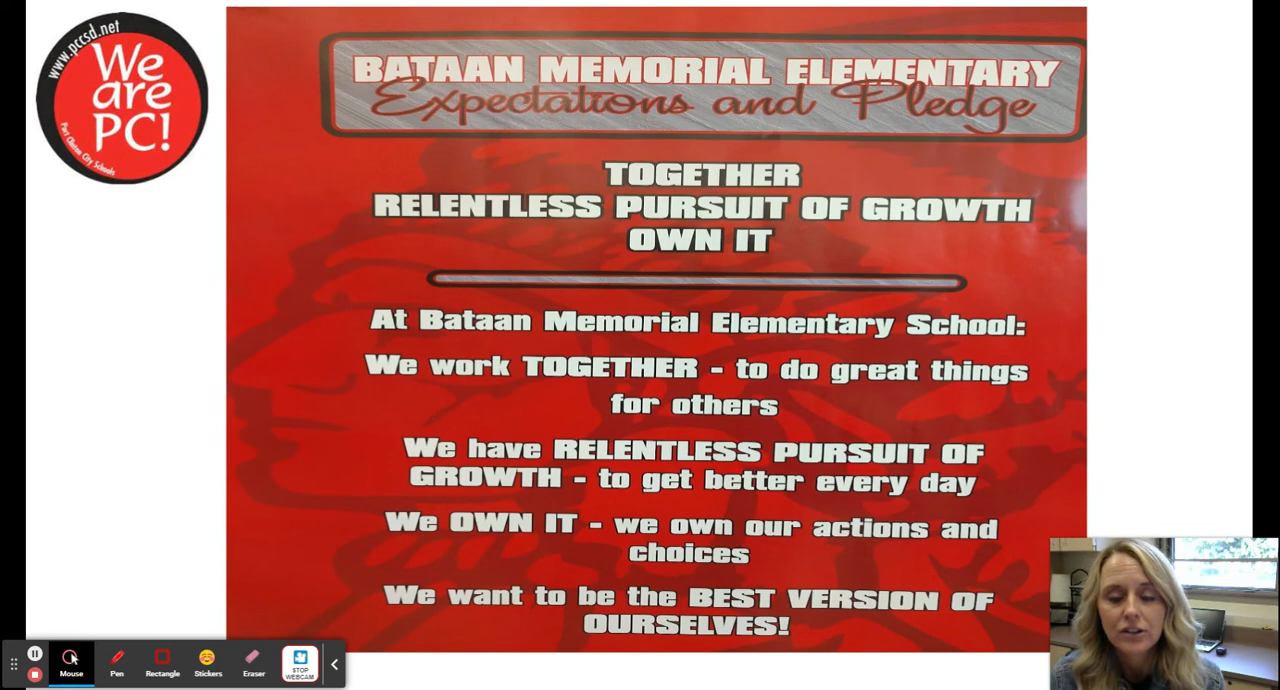 www.pccsd.net
We
are
PC!
Port Clinton City Schools
BATAAN MEMORIAL ELEMENTARY
Expectations and Pledge
TOGETHER
RELENTLESS PURSUIT OF GROWTH
OWN IT
At Bataan Memorial Elementary School:
We work TOGETHER - to do great things
for others
We have RELENTLESS PURSUIT OF
GROWTH - to get better every day
We OWN IT - we own our actions and
choices
We want to be the BEST VERSION OF
OURSELVES!
Mouse
Pen
Rectangle
Stickers
Eraser
STOP
WEBCAM